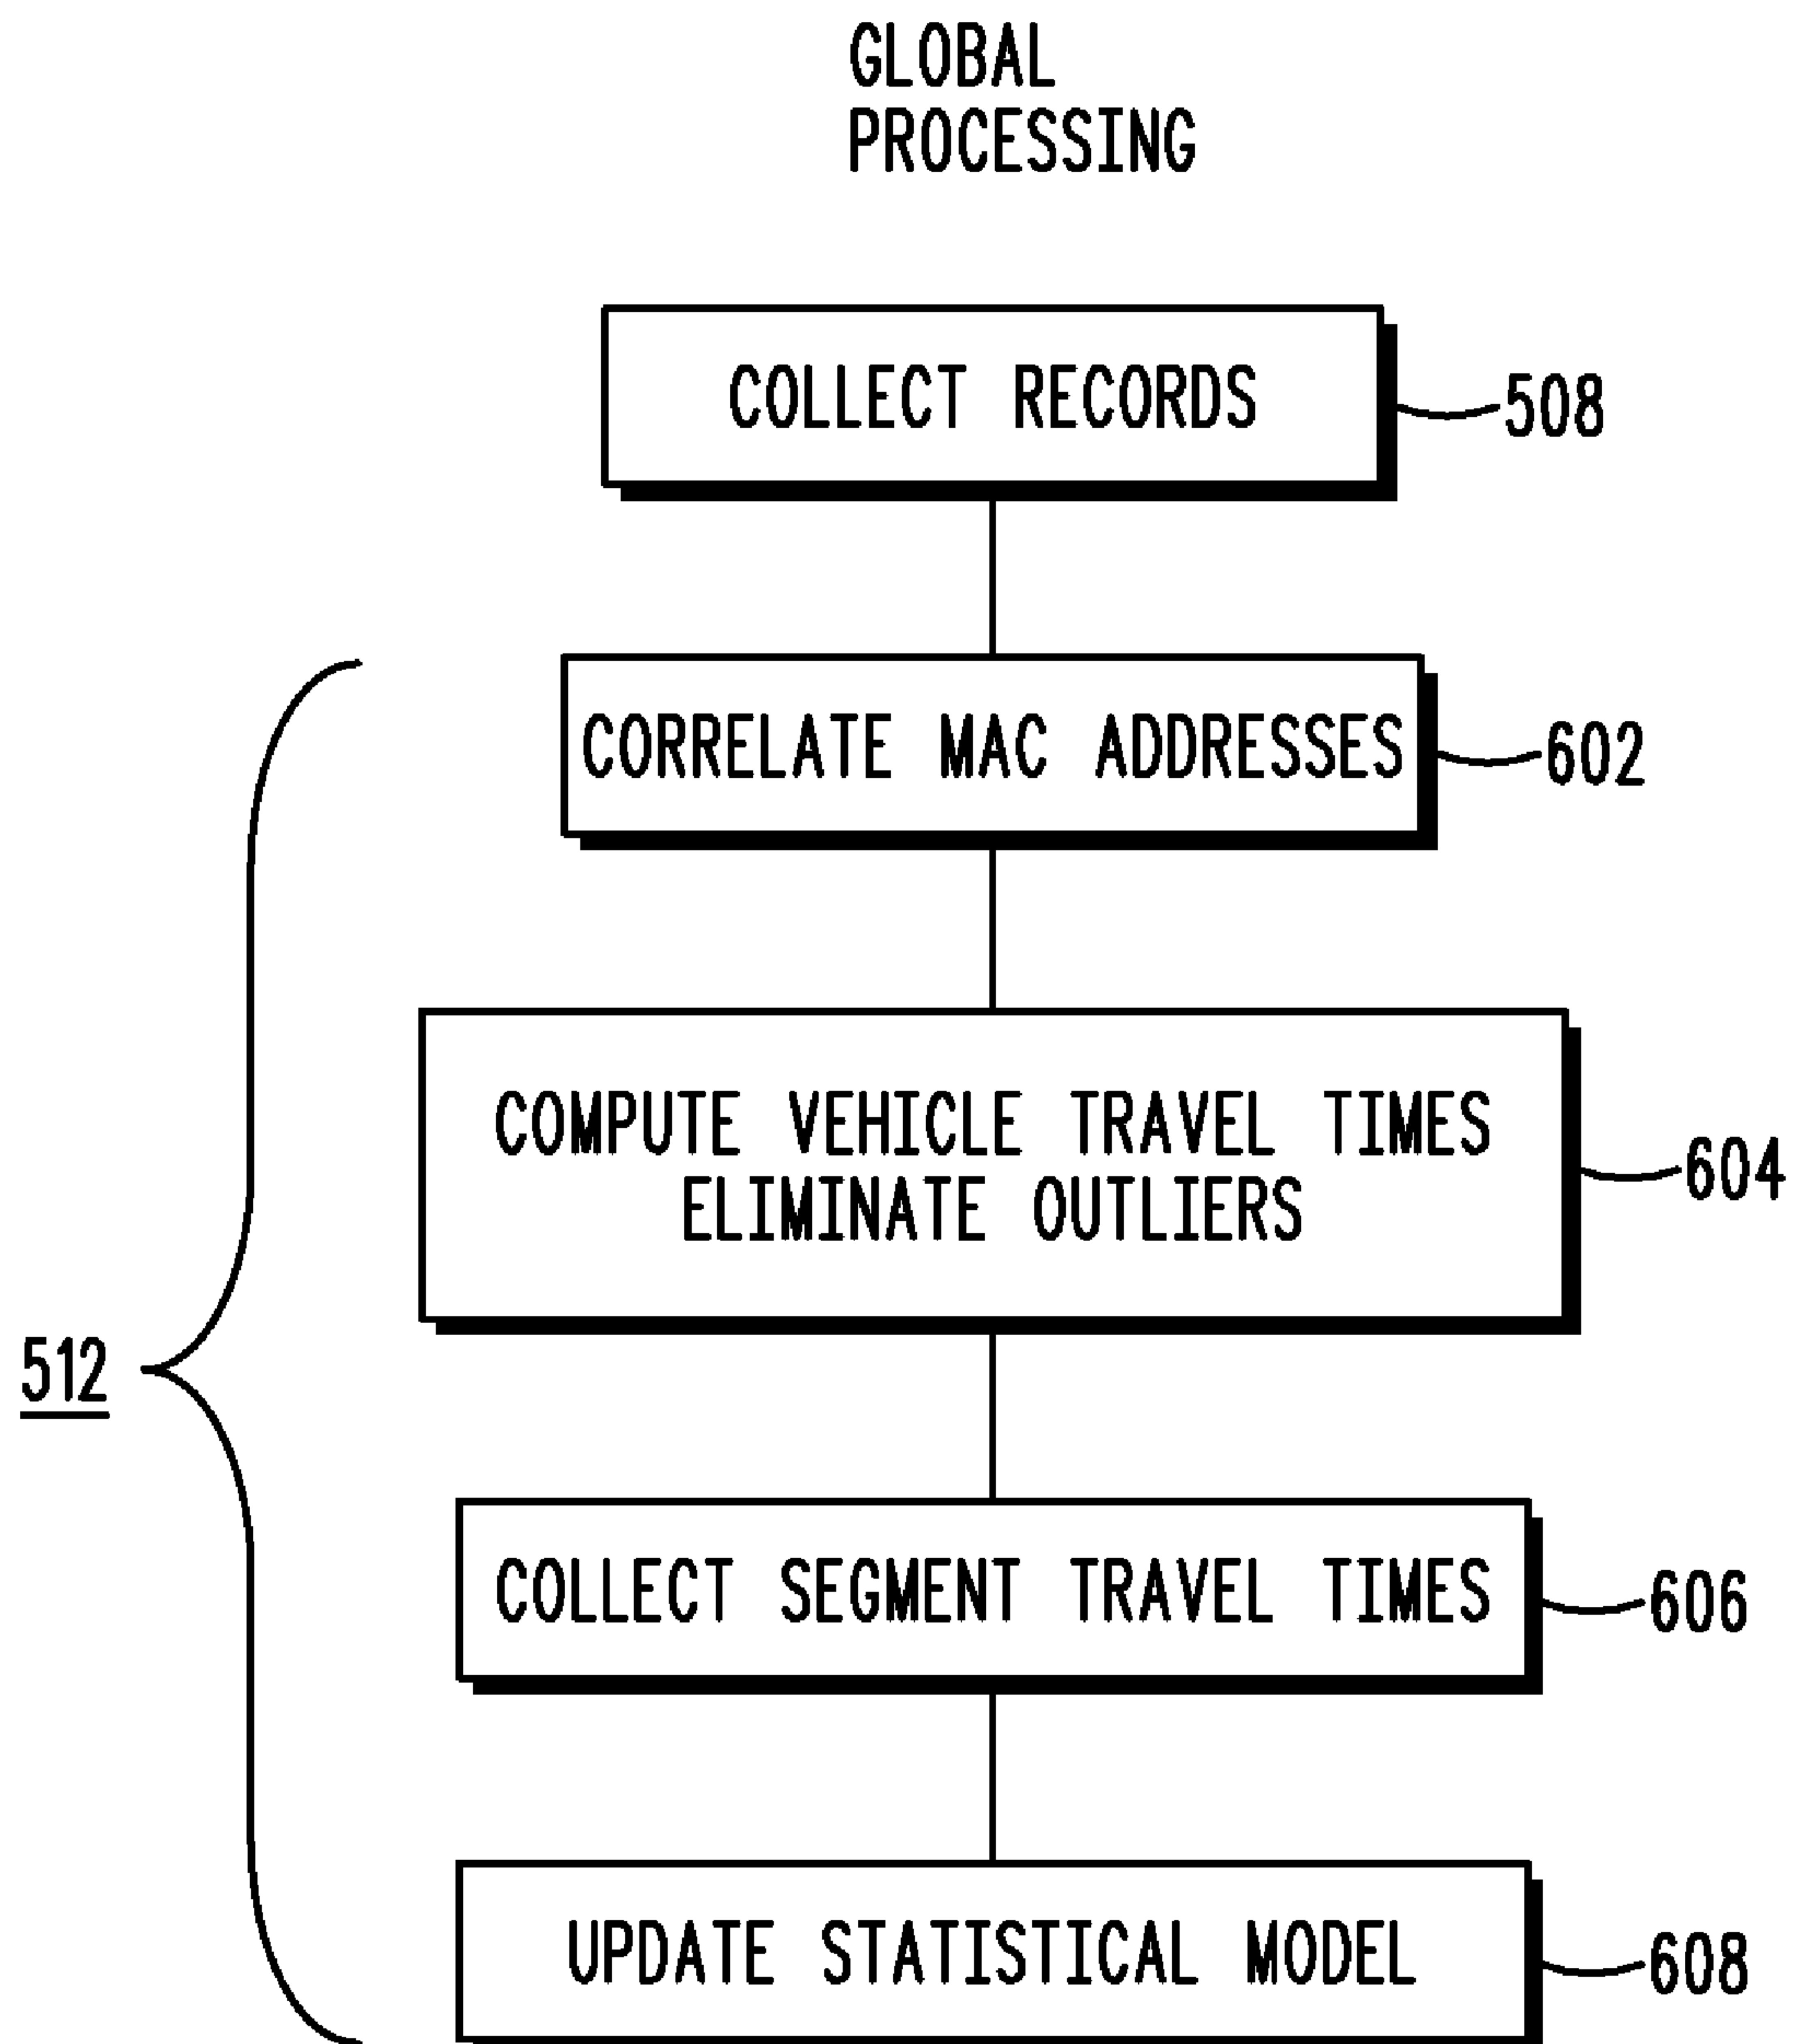 GLOBAL
PROCESSING
COLLECT RECORDS
508
CORRELATE MAC ADDRESSES
602
COMPUTE VEHICLE TRAVEL TIMES
ELIMINATE OUTLIERS
604
512
COLLECT SEGMENT TRAVEL TIMES
606
UPDATE STATISTICAL MODEL
608